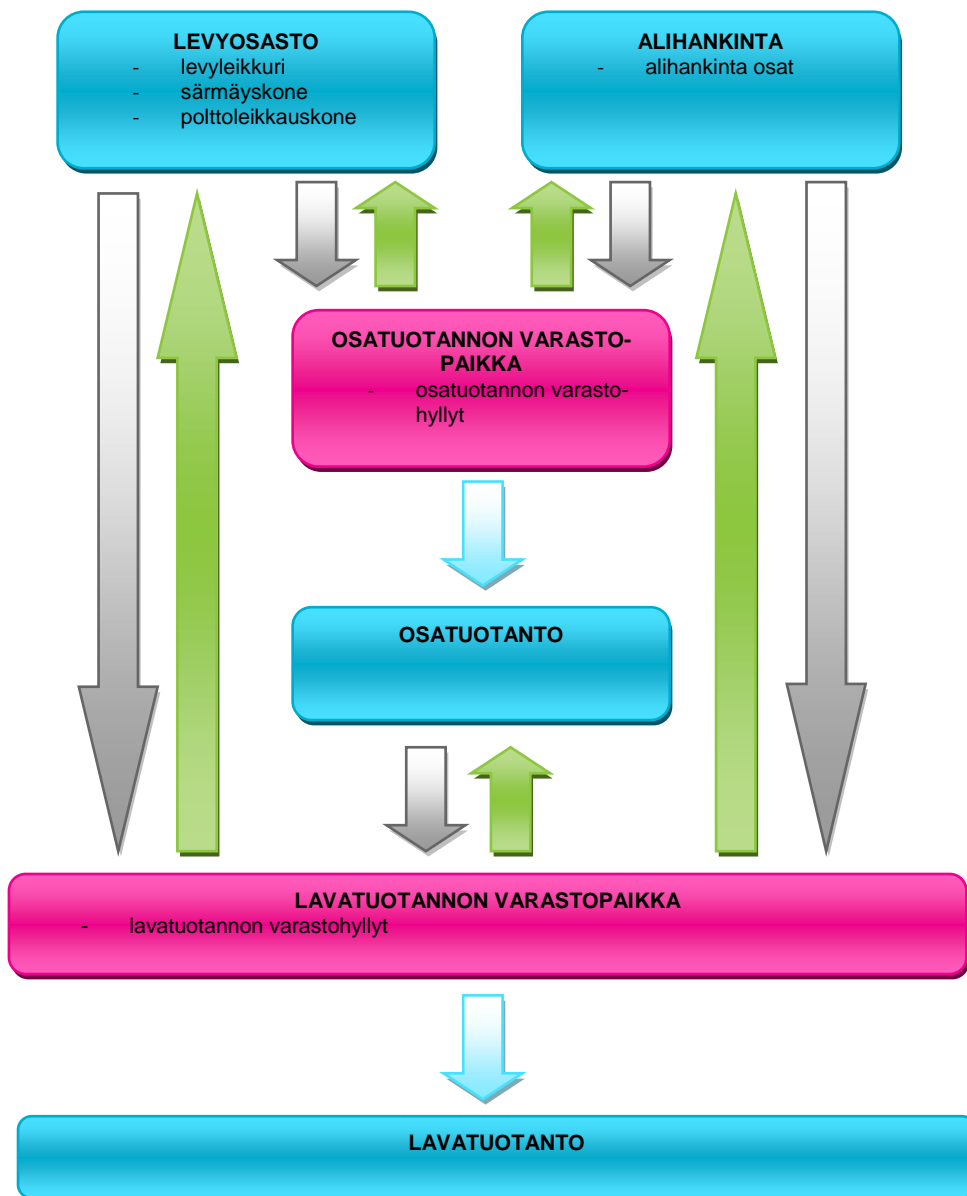 LEVYOSASTO
- levyleikkuri
- särmäyskone
- polttoleikkauskone
ALIHANKINTA
- alihankinta osat
OSATUOTANNON VARASTO-
PAIKKA
- osatuotannon varasto-
hyllyt
OSATUOTANTO
LAVATUOTANNON VARASTOPAIKKA
- lavatuotannon varastohyllyt
LAVATUOTANTO